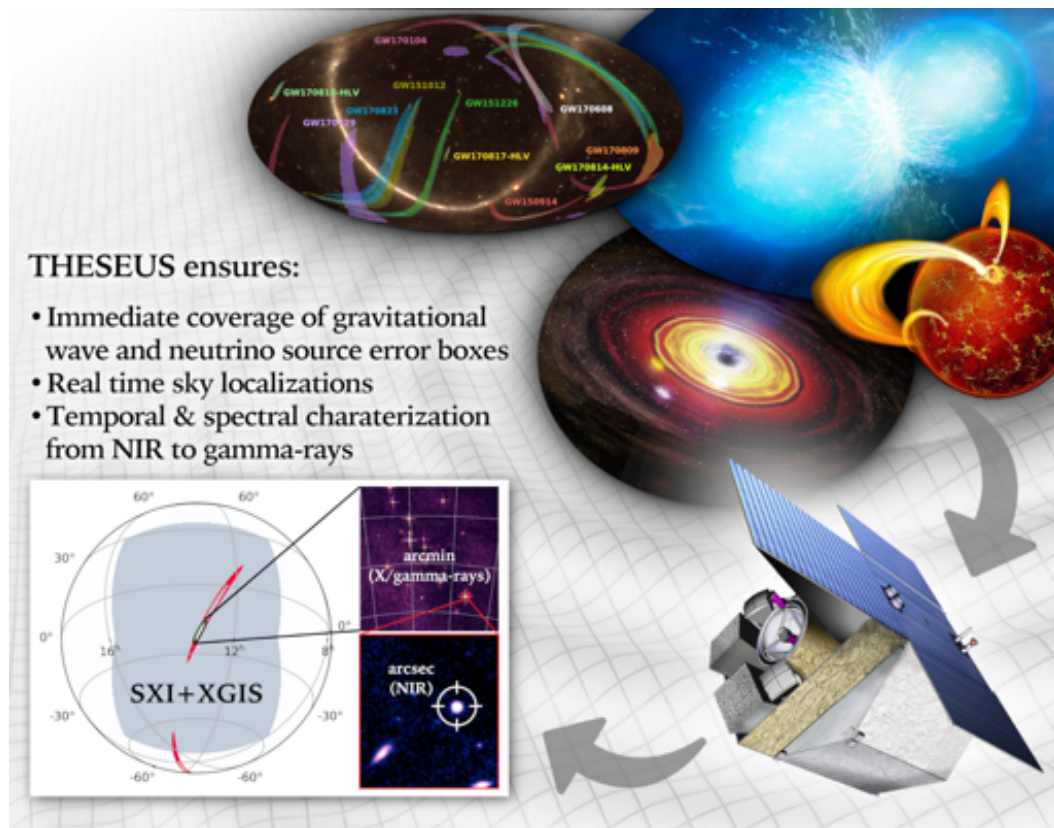 GW170104
GW151012
GW170818-HLV
GW170823
GW151226
GW170608
GW170729
GW170817-HLV
GW170809
GW170814-HLV
GW150914
THESEUS ensures:
• Immediate coverage of gravitational
wave and neutrino source error boxes
• Real time sky localizations
• Temporal & spectral charaterization
from NIR to gamma-rays
60° 60°
30°
arcmin
(X/gamma-rays)
0° 0°
16h 12h 8h
SXI+XGIS
arcsec
(NIR)
-30° -30°
-60° -60°